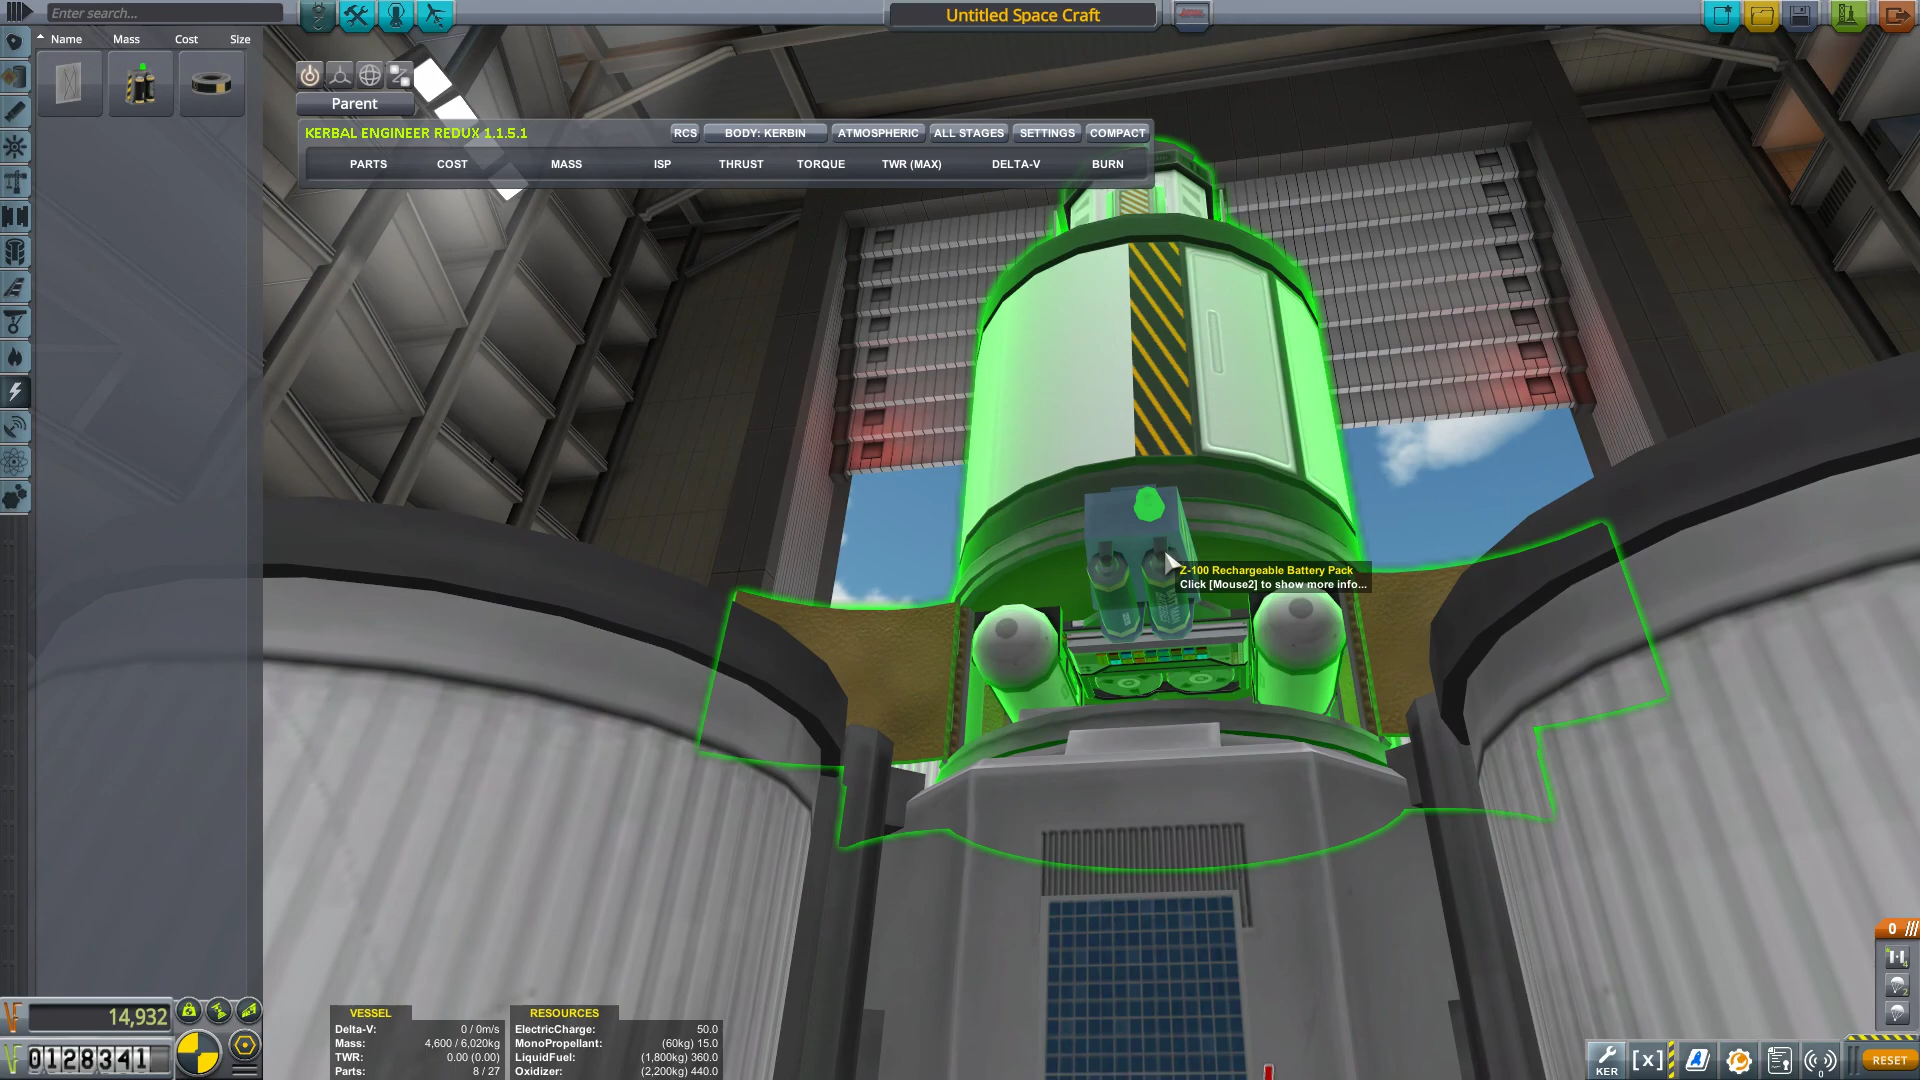 Enter search...
Untitled Space Craft
Name Mass Cost Size
Parent
KERBAL ENGINEER REDUX 1.1.5.1
RCS BODY: KERBIN ATMOSPHERIC ALL STAGES SETTINGS COMPACT
PARTS COST MASS ISP THRUST TORQUE TWR (MAX) DELTA-V BURN
Z-100 Rechargeable Battery Pack
Click [Mouse2] to show more info...
0
4
2
14,932
0128341
VESSEL
Delta-V: 0 / 0m/s
Mass: 4,600 / 6,020kg
TWR: 0.00 (0.00)
Parts: 8 / 27
RESOURCES
ElectricCharge: 50.0
MonoPropellant: (60kg) 15.0
LiquidFuel: (1,800kg) 360.0
Oxidizer: (2,200kg) 440.0
KER
[x]
A
0
RESET